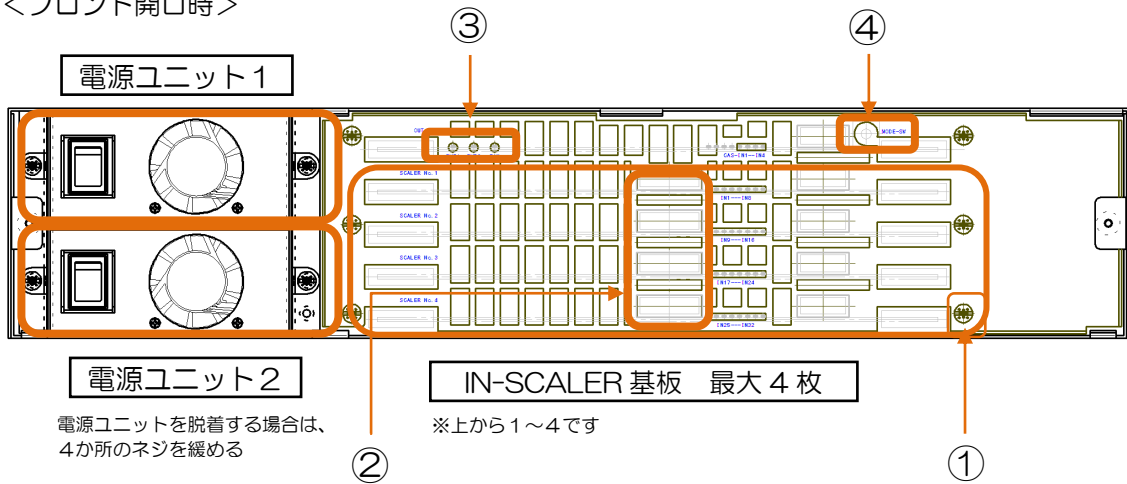 ＜フロント開口時＞
③
④
電源ユニット１
MODE-SW
OUT
CAS-IN1--IN4
SCALER No.1
IN1---IN8
SCALER No.2
IN9---IN16
SCALER No.3
IN17---IN24
SCALER No.4
IN25---IN32
電源ユニット２
IN-SCALER 基板　最大 4 枚
電源ユニットを脱着する場合は、
４か所のネジを緩める
※上から１～４です
②
①